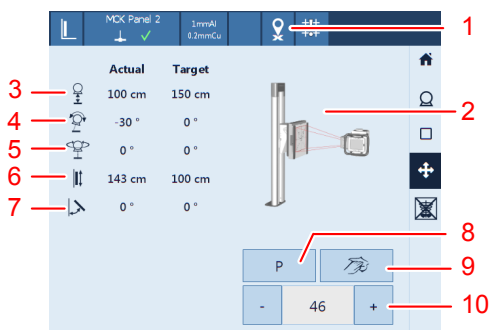 MCK Panel 2
1mmAl
0.2mmCu
1
Actual Target
3 100 cm 150 cm
2
4 -30 ° 0 °
5 0 ° 0 °
6 143 cm 100 cm
7 0 ° 0 °
8
P
9
- 46 + 10